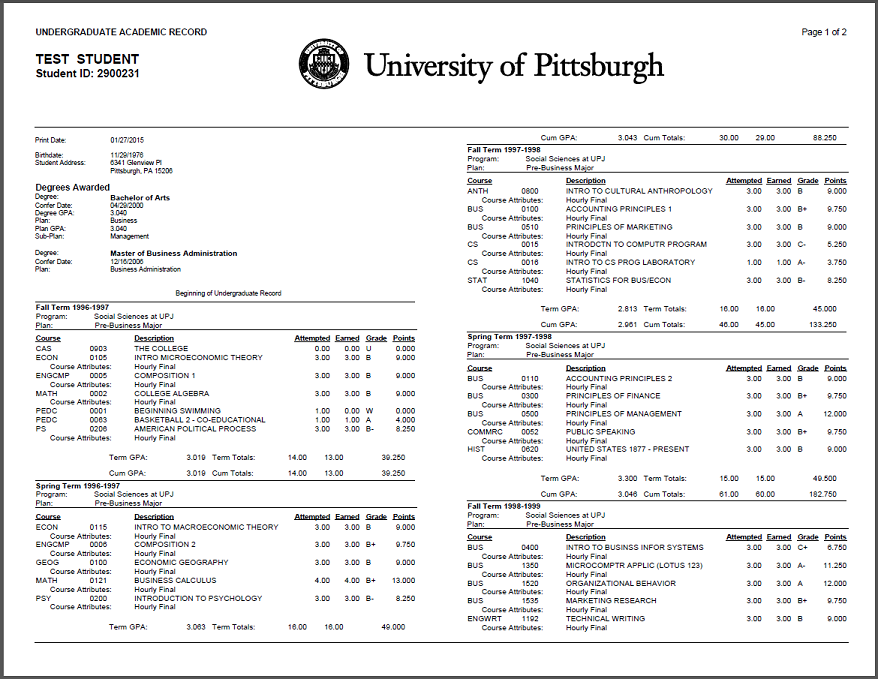 UNDERGRADUATE ACADEMIC RECORD
Page 1 of 2
TEST STUDENT
Student ID: 2900231
University of Pittsburgh
Print Date: 01/27/2015
Birthdate: 11/29/1976
Student Address: 6341 Glenview Pl
Pittsburgh, PA 15206
Degrees Awarded
Degree: Bachelor of Arts
Confer Date: 04/29/2000
Degree GPA: 3.040
Plan: Business
Plan GPA: 3.040
Sub-Plan: Management
Degree: Master of Business Administration
Confer Date: 12/16/2006
Plan: Business Administration
Beginning of Undergraduate Record
Fall Term 1996-1997
Program: Social Sciences at UPJ
Plan: Pre-Business Major
Course Description Attempted Earned Grade Points
CAS 0903 THE COLLEGE 0.00 0.00 U 0.000
ECON 0105 INTRO MICROECONOMIC THEORY 3.00 3.00 B 9.000
Course Attributes: Hourly Final
ENGCMP 0005 COMPOSITION 1 3.00 3.00 B 9.000
Course Attributes: Hourly Final
MATH 0002 COLLEGE ALGEBRA 3.00 3.00 B 9.000
Course Attributes: Hourly Final
PEDC 0001 BEGINNING SWIMMING 1.00 0.00 W 0.000
PEDC 0063 BASKETBALL 2 - CO-EDUCATIONAL 1.00 1.00 A 4.000
PS 0206 AMERICAN POLITICAL PROCESS 3.00 3.00 B- 8.250
Course Attributes: Hourly Final
Term GPA: 3.019 Term Totals: 14.00 13.00 39.250
Cum GPA: 3.019 Cum Totals: 14.00 13.00 39.250
Spring Term 1996-1997
Program: Social Sciences at UPJ
Plan: Pre-Business Major
Course Description Attempted Earned Grade Points
ECON 0115 INTRO TO MACROECONOMIC THEORY 3.00 3.00 B 9.000
Course Attributes: Hourly Final
ENGCMP 0006 COMPOSITION 2 3.00 3.00 B+ 9.750
Course Attributes: Hourly Final
GEOG 0100 ECONOMIC GEOGRAPHY 3.00 3.00 B 9.000
Course Attributes: Hourly Final
MATH 0121 BUSINESS CALCULUS 4.00 4.00 B+ 13.000
Course Attributes: Hourly Final
PSY 0200 INTRODUCTION TO PSYCHOLOGY 3.00 3.00 B- 8.250
Course Attributes: Hourly Final
Term GPA: 3.063 Term Totals: 16.00 16.00 49.000
Cum GPA: 3.043 Cum Totals: 30.00 29.00 88.250
Fall Term 1997-1998
Program: Social Sciences at UPJ
Plan: Pre-Business Major
Course Description Attempted Earned Grade Points
ANTH 0800 INTRO TO CULTURAL ANTHROPOLOGY 3.00 3.00 B 9.000
Course Attributes: Hourly Final
BUS 0100 ACCOUNTING PRINCIPLES 1 3.00 3.00 B+ 9.750
Course Attributes: Hourly Final
BUS 0510 PRINCIPLES OF MARKETING 3.00 3.00 B 9.000
Course Attributes: Hourly Final
CS 0015 INTRODCTN TO COMPUTR PROGRAM 3.00 3.00 C- 5.250
Course Attributes: Hourly Final
CS 0016 INTRO TO CS PROG LABORATORY 1.00 1.00 A- 3.750
Course Attributes: Hourly Final
STAT 1040 STATISTICS FOR BUS/ECON 3.00 3.00 B- 8.250
Course Attributes: Hourly Final
Term GPA: 2.813 Term Totals: 16.00 16.00 45.000
Cum GPA: 2.961 Cum Totals: 46.00 45.00 133.250
Spring Term 1997-1998
Program: Social Sciences at UPJ
Plan: Pre-Business Major
Course Description Attempted Earned Grade Points
BUS 0110 ACCOUNTING PRINCIPLES 2 3.00 3.00 B 9.000
Course Attributes: Hourly Final
BUS 0300 PRINCIPLES OF FINANCE 3.00 3.00 B+ 9.750
Course Attributes: Hourly Final
BUS 0500 PRINCIPLES OF MANAGEMENT 3.00 3.00 A 12.000
Course Attributes: Hourly Final
COMMRC 0052 PUBLIC SPEAKING 3.00 3.00 B+ 9.750
Course Attributes: Hourly Final
HIST 0620 UNITED STATES 1877 - PRESENT 3.00 3.00 B 9.000
Course Attributes: Hourly Final
Term GPA: 3.300 Term Totals: 15.00 15.00 49.500
Cum GPA: 3.046 Cum Totals: 61.00 60.00 182.750
Fall Term 1998-1999
Program: Social Sciences at UPJ
Plan: Pre-Business Major
Course Description Attempted Earned Grade Points
BUS 0400 INTRO TO BUSINSS INFOR SYSTEMS 3.00 3.00 C+ 6.750
Course Attributes: Hourly Final
BUS 1350 MICROCOMPTR APPLIC (LOTUS 123) 3.00 3.00 A- 11.250
Course Attributes: Hourly Final
BUS 1520 ORGANIZATIONAL BEHAVIOR 3.00 3.00 A 12.000
Course Attributes: Hourly Final
BUS 1535 MARKETING RESEARCH 3.00 3.00 B+ 9.750
Course Attributes: Hourly Final
ENGWRT 1192 TECHNICAL WRITING 3.00 3.00 B 9.000
Course Attributes: Hourly Final